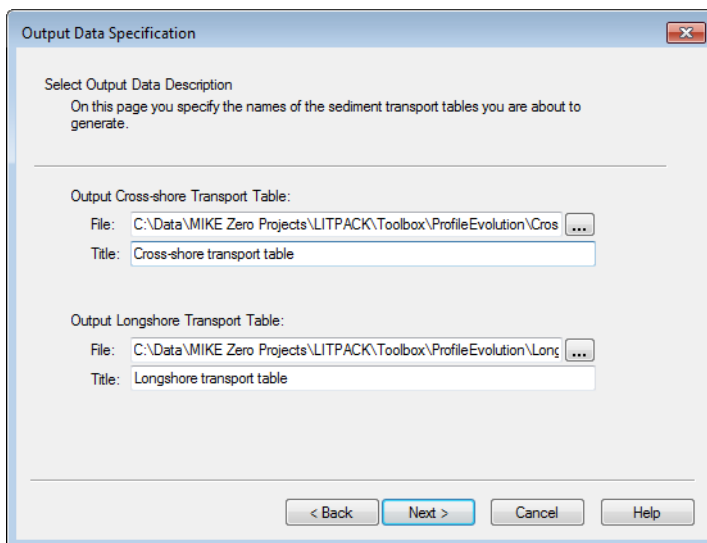 Output Data Specification
Select Output Data Description
On this page you specify the names of the sediment transport tables you are about to
generate.
Output Cross-shore Transport Table:
File: C:\Data\MIKE Zero Projects\LITPACK\Toolbox\ProfileEvolution\Cros ...
Title: Cross-shore transport table
Output Longshore Transport Table:
File: C:\Data\MIKE Zero Projects\LITPACK\Toolbox\ProfileEvolution\Long ...
Title: Longshore transport table
< Back Next > Cancel Help